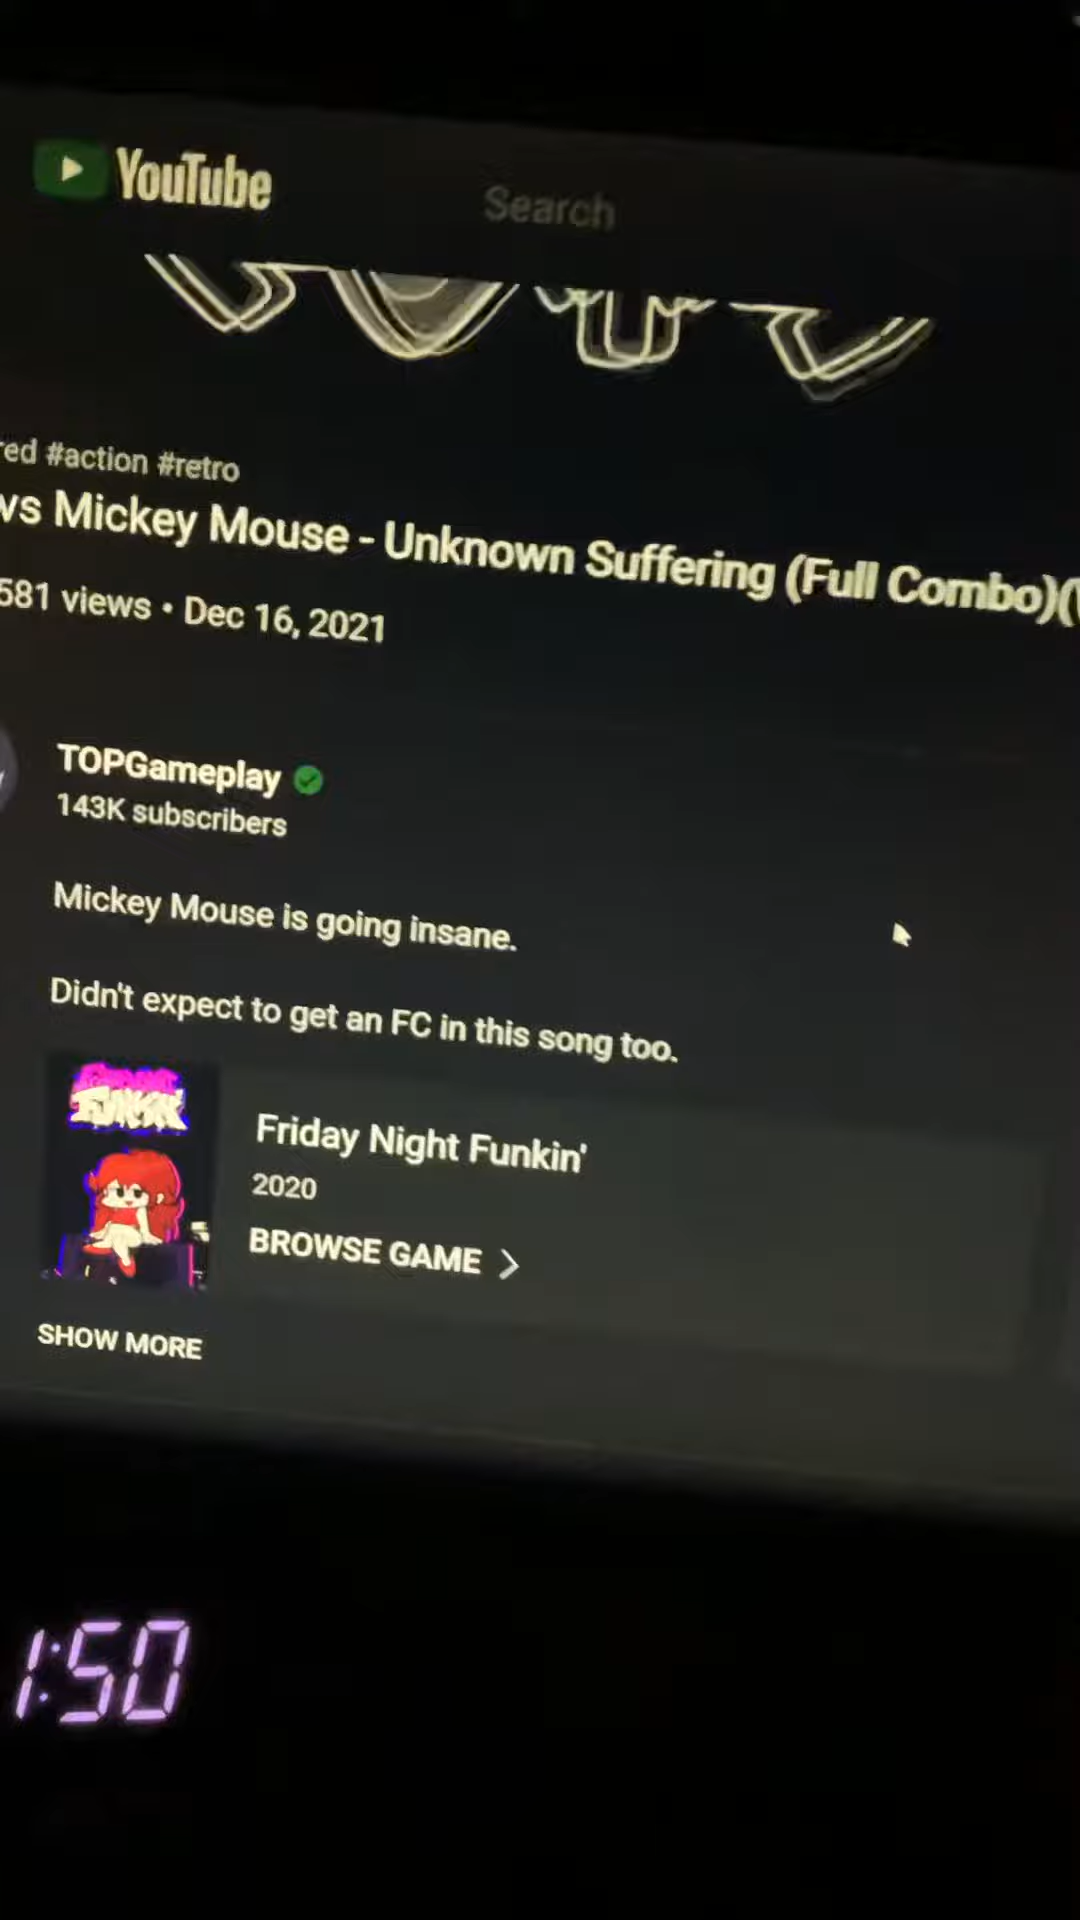 YouTube
Search
red #action #retro
vs Mickey Mouse - Unknown Suffering (Full Combo)(
581 views • Dec 16, 2021
TOPGameplay
143K subscribers
Mickey Mouse is going insane.
Didn't expect to get an FC in this song too.
FUNKIN
Friday Night Funkin'
2020
BROWSE GAME
SHOW MORE
1:50